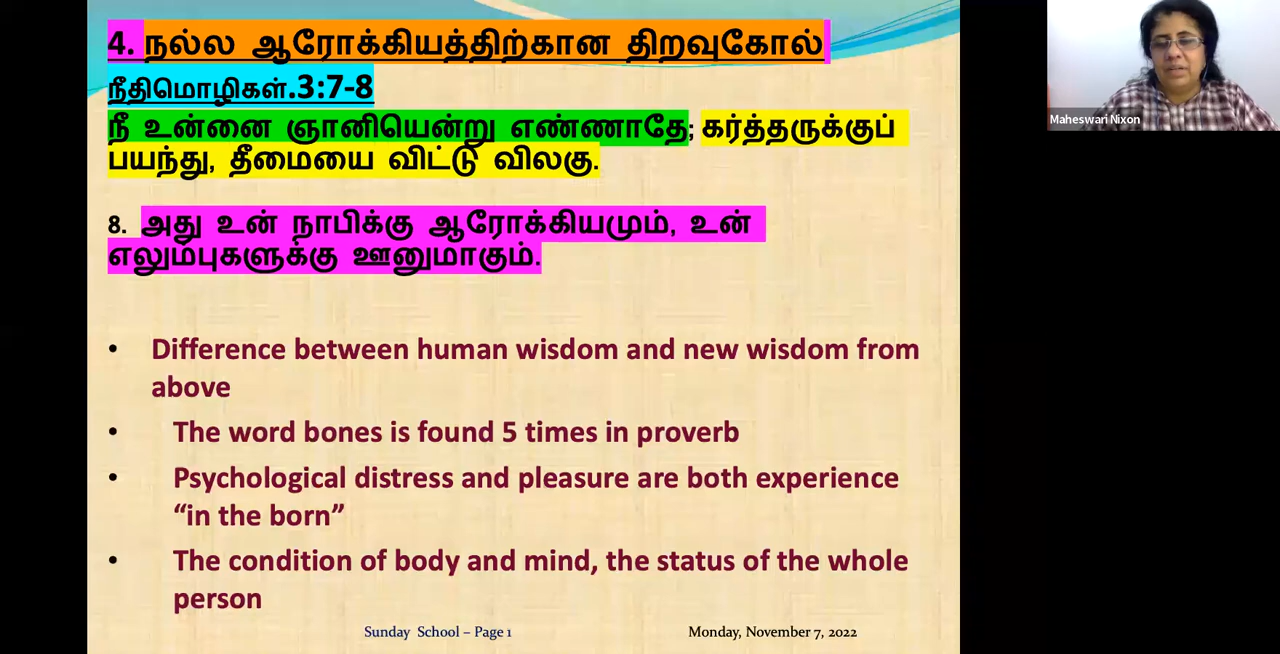 4. நல்ல ஆரோக்கியத்திற்கான திறவுகோல்
நீதிமொழிகள்.3:7-8
நீ உன்னை ஞானியென்று எண்ணாதே; கர்த்தருக்குப்
பயந்து, தீமையை விட்டு விலகு.
8. அது உன் நாபிக்கு ஆரோக்கியமும், உன்
எலும்புகளுக்கு ஊனுமாகும்.
• Difference between human wisdom and new wisdom from
above
• The word bones is found 5 times in proverb
• Psychological distress and pleasure are both experience
“in the born”
• The condition of body and mind, the status of the whole
person
Sunday School – Page 1 Monday, November 7, 2022
Maheswari Nixon